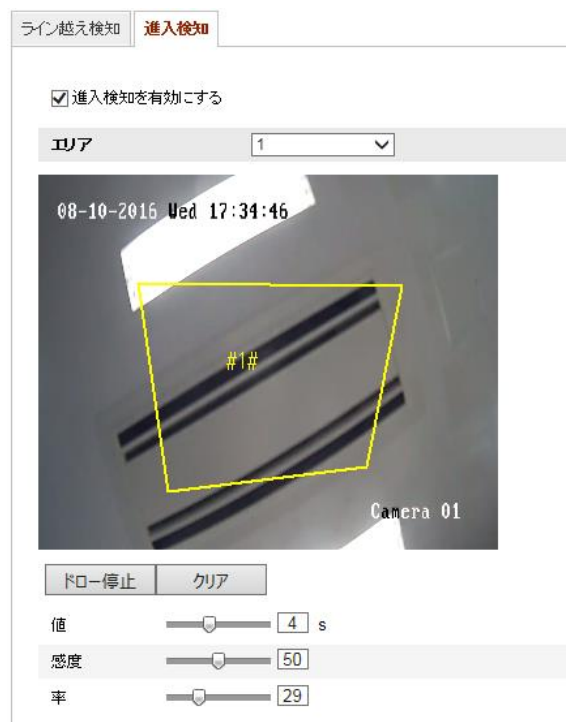 ライン越え検知 進入検知
進入検知を有効にする
エリア 1
08-10-2016 Wed 17:34:46
#1#
Camera 01
ドロー停止 クリア
値 4 s
感度 50
率 29